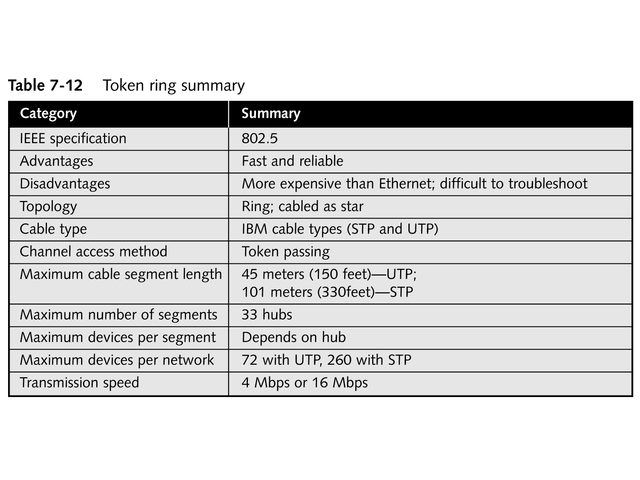 Table 7-12 Token ring summary
Category Summary
IEEE specification 802.5
Advantages Fast and reliable
Disadvantages More expensive than Ethernet; difficult to troubleshoot
Topology Ring; cabled as star
Cable type IBM cable types (STP and UTP)
Channel access method Token passing
Maximum cable segment length 45 meters (150 feet)—UTP;
101 meters (330feet)—STP
Maximum number of segments 33 hubs
Maximum devices per segment Depends on hub
Maximum devices per network 72 with UTP, 260 with STP
Transmission speed 4 Mbps or 16 Mbps